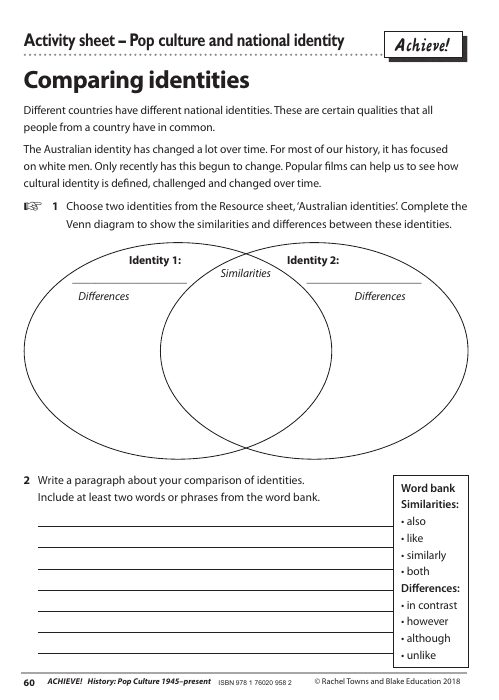 Activity sheet – Pop culture and national identity
Achieve!
Comparing identities
Different countries have different national identities. These are certain qualities that all
people from a country have in common.
The Australian identity has changed a lot over time. For most of our history, it has focused
on white men. Only recently has this begun to change. Popular films can help us to see how
cultural identity is defined, challenged and changed over time.
1 Choose two identities from the Resource sheet, ‘Australian identities’. Complete the
Venn diagram to show the similarities and differences between these identities.
Identity 1:
Differences
Similarities
Identity 2:
Differences
2 Write a paragraph about your comparison of identities.
Include at least two words or phrases from the word bank.
Word bank
Similarities:
• also
• like
• similarly
• both
Differences:
• in contrast
• however
• although
• unlike
60 ACHIEVE! History: Pop Culture 1945–present ISBN 978 1 76020 958 2 © Rachel Towns and Blake Education 2018